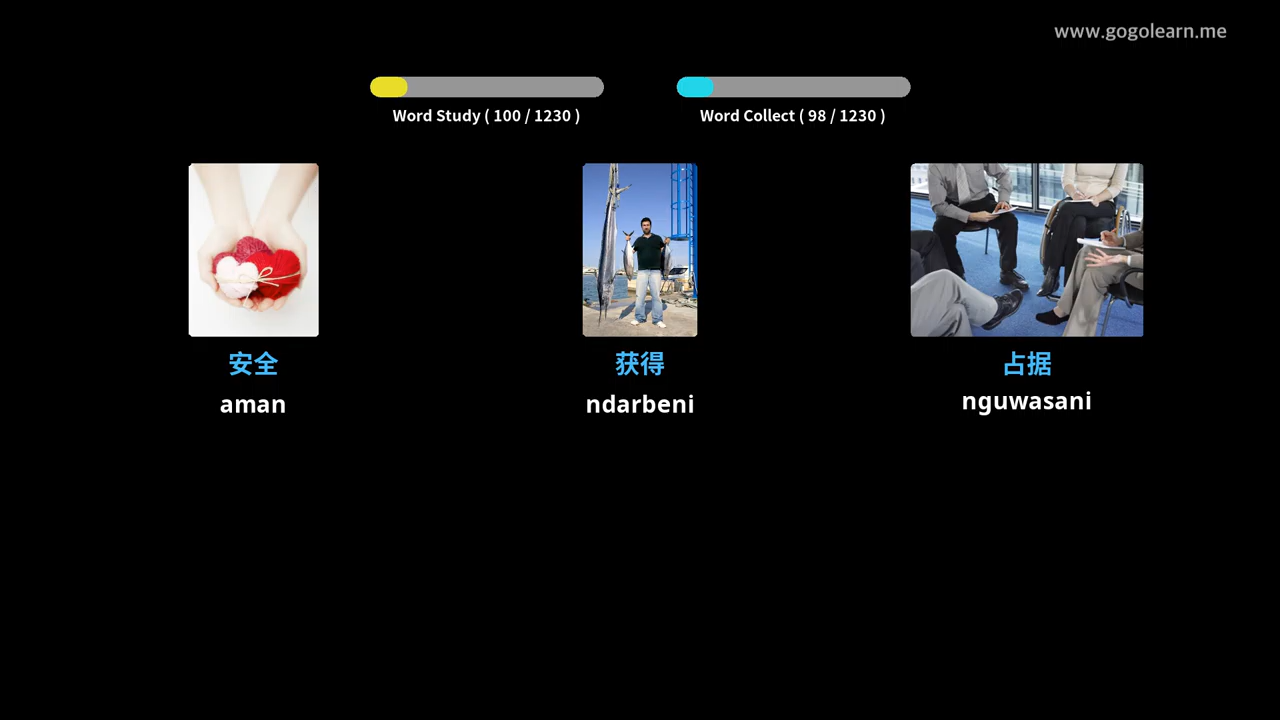 www.gogolearn.me
Word Study ( 100 / 1230 )
Word Collect ( 98 / 1230 )
安全
aman
获得
ndarbeni
占据
nguwasani